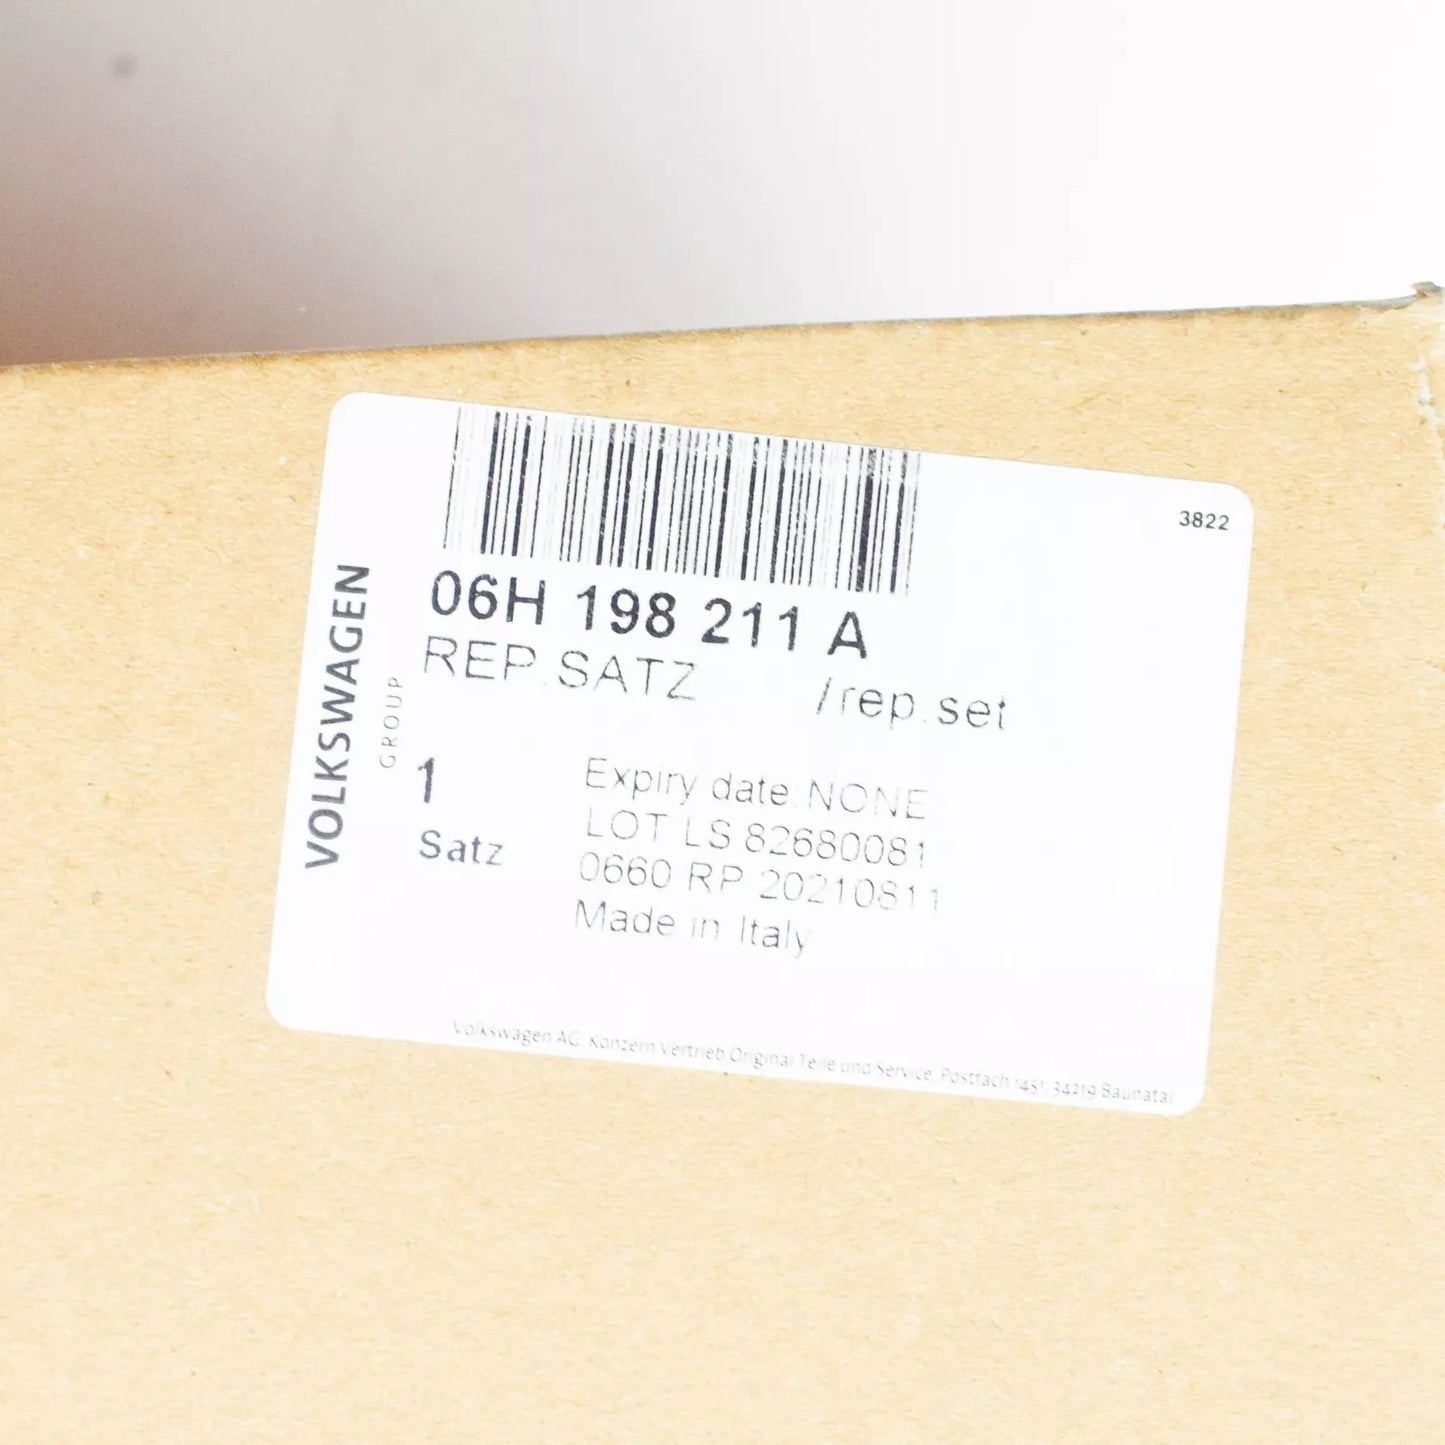 3822
06H 198 211 A
REP.SATZ /rep.set
VOLKSWAGEN
GROUP
1
Satz
Expiry date:NONE
LOT LS 82680081
0660 RP 20210811
Made in Italy
Volkswagen AG, Konzern Vertrieb Original Teile und Service, Postfach 1451, 34219 Baunatal